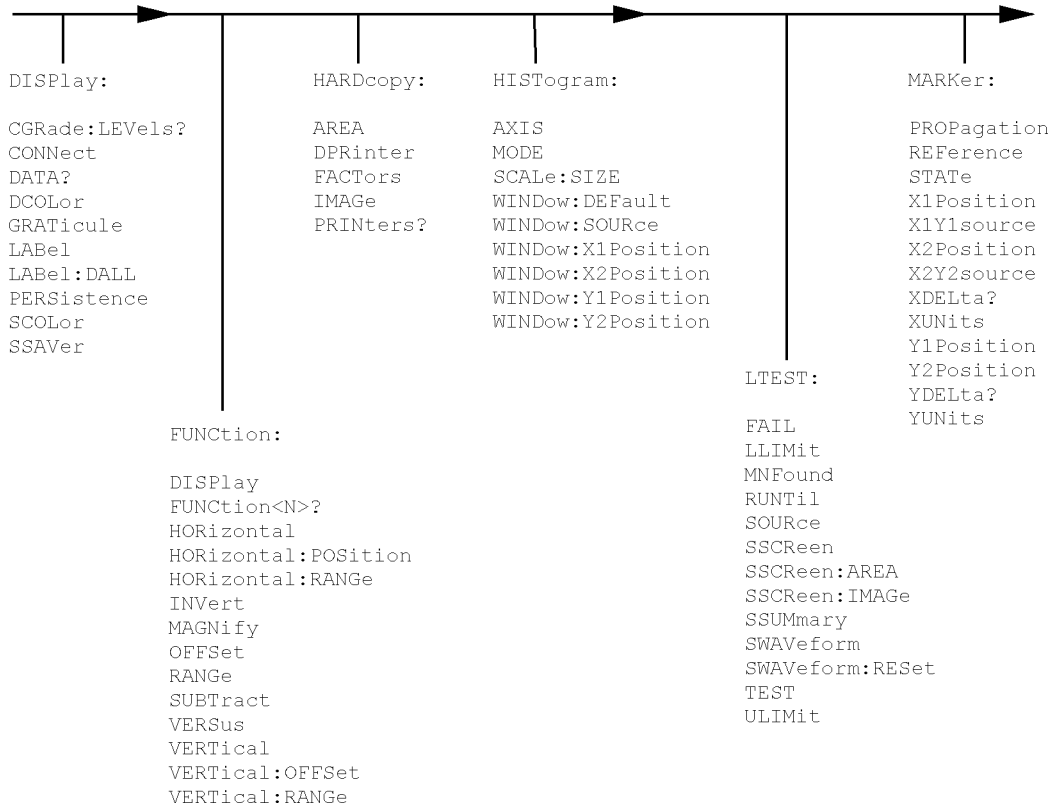 DISPlay:
CGRade:LEVels?
CONNect
DATA?
DCOLor
GRATicule
LABel
LABel:DALL
PERSistence
SCOLor
SSAVer
FUNCtion:
DISPlay
FUNCtion<N>?
HORizontal
HORizontal:POSition
HORizontal:RANGe
INVert
MAGNify
OFFSet
RANGe
SUBTract
VERSus
VERTical
VERTical:OFFSet
VERTical:RANGe
HARDcopy:
AREA
DPRinter
FACTors
IMAGe
PRINters?
HISTogram:
AXIS
MODE
SCALe:SIZE
WINDow:DEFault
WINDow:SOURce
WINDow:X1Position
WINDow:X2Position
WINDow:Y1Position
WINDow:Y2Position
LTEST:
FAIL
LLIMit
MNFound
RUNTil
SOURce
SSCReen
SSCReen:AREA
SSCReen:IMAGe
SSUMmary
SWAVeform
SWAVeform:RESet
TEST
ULIMit
MARKer:
PROPagation
REFerence
STATe
X1Position
X1Y1source
X2Position
X2Y2source
XDELta?
XUNits
Y1Position
Y2Position
YDELta?
YUNits